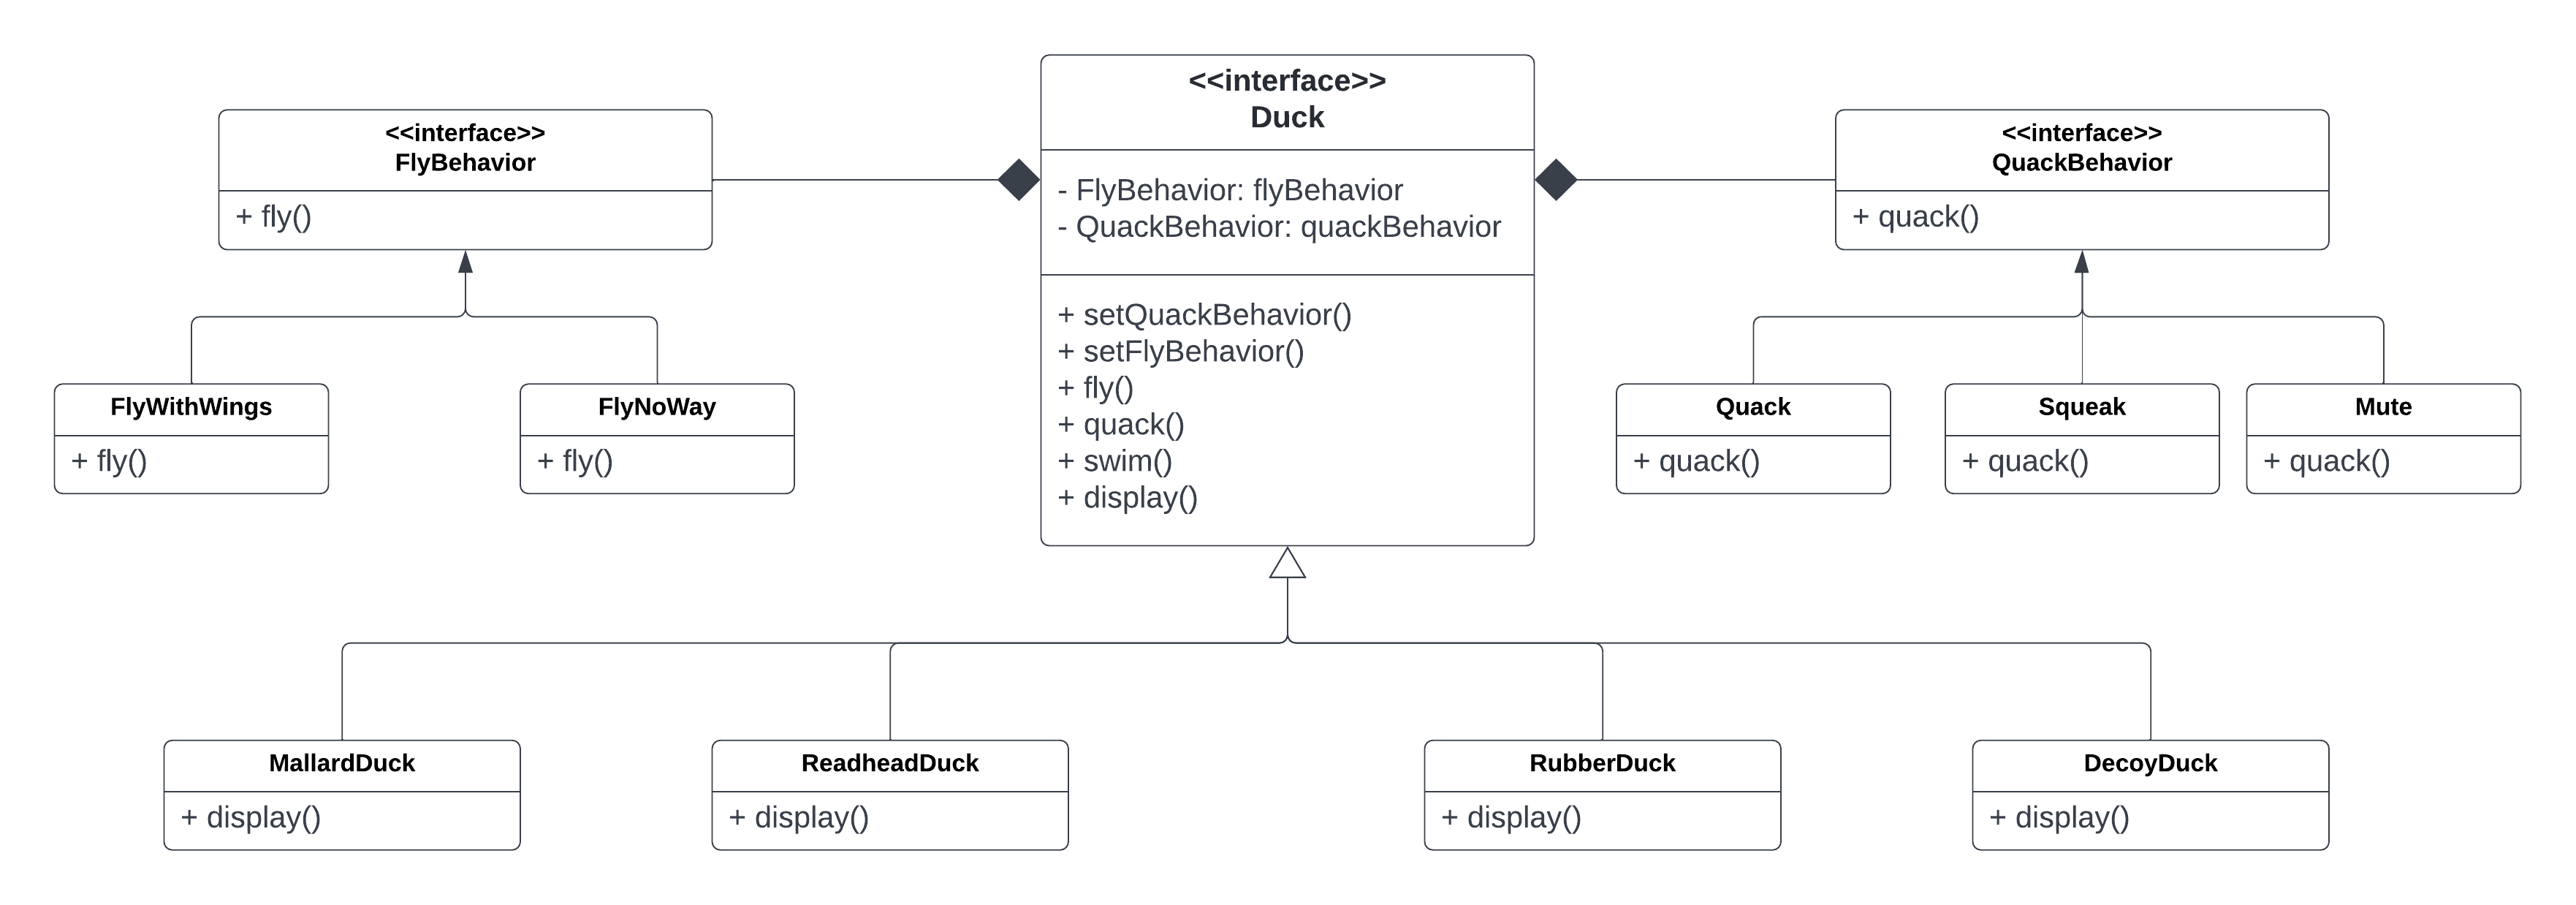 <<interface>>
FlyBehavior
+ fly()
FlyWithWings
+ fly()
FlyNoWay
+ fly()
<<interface>>
Duck
- FlyBehavior: flyBehavior
- QuackBehavior: quackBehavior
+ setQuackBehavior()
+ setFlyBehavior()
+ fly()
+ quack()
+ swim()
+ display()
<<interface>>
QuackBehavior
+ quack()
Quack
+ quack()
Squeak
+ quack()
Mute
+ quack()
MallardDuck
+ display()
ReadheadDuck
+ display()
RubberDuck
+ display()
DecoyDuck
+ display()